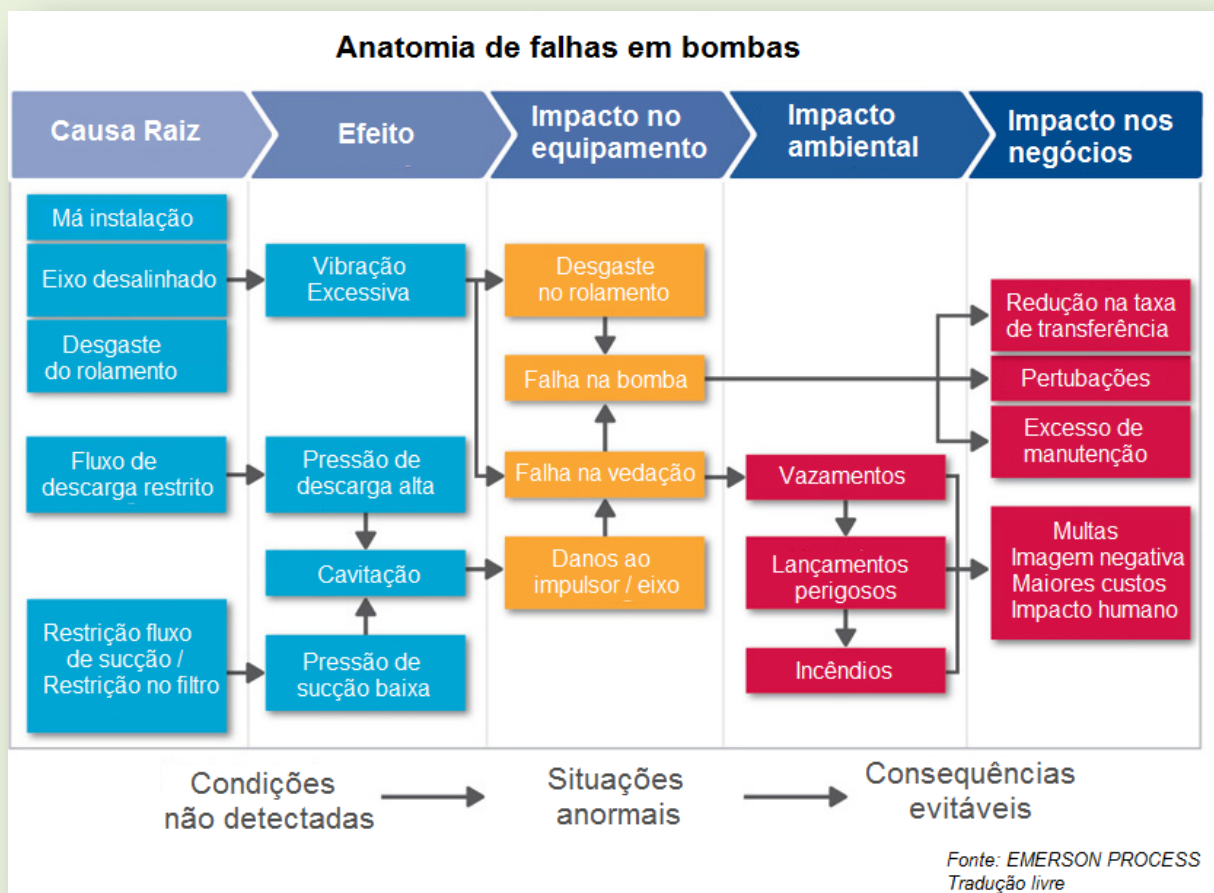 Anatomia de falhas em bombas
Causa Raiz
Efeito
Impacto no
equipamento
Impacto
ambiental
Impacto nos
negócios
Má instalação
Eixo desalinhado
Desgaste
do rolamento
Fluxo de
descarga restrito
Restrição fluxo
de sucção /
Restrição no filtro
Vibração
Excessiva
Pressão de
descarga alta
Cavitação
Pressão de
sucção baixa
Desgaste
no rolamento
Falha na bomba
Falha na vedação
Danos ao
impulsor / eixo
Vazamentos
Lançamentos
perigosos
Incêndios
Redução na taxa
de transferência
Pertubações
Excesso de
manutenção
Multas
Imagem negativa
Maiores custos
Impacto humano
Condições
não detectadas
Situações
anormais
Consequências
evitáveis
Fonte: EMERSON PROCESS
Tradução livre